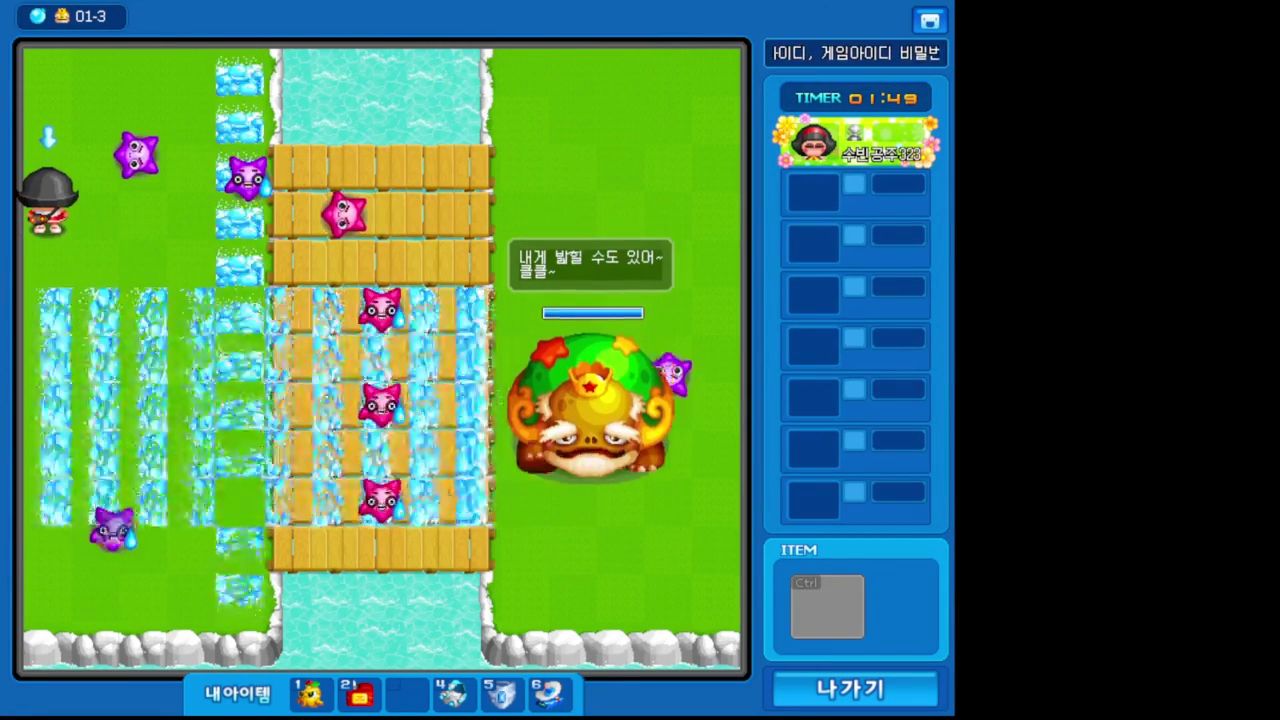 01-3
ㅏ이디, 게임아이디 비밀번
TIMER 01:49
수빈공주323
내게 밟힐 수도 있어~
클클~
ITEM
Ctrl
내아이템
1
2
4
5
6
나가기